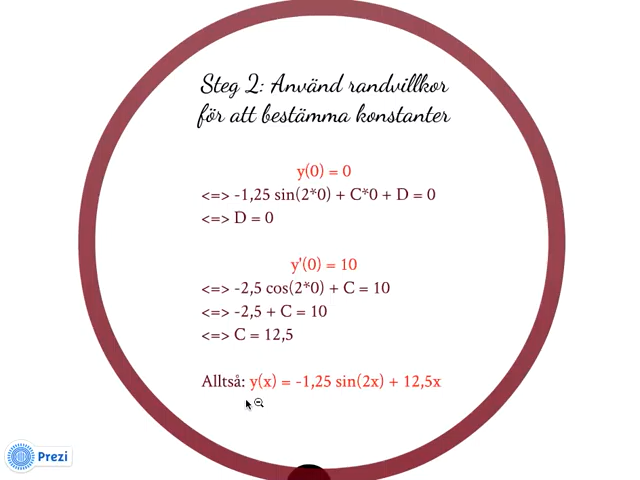 Steg 2: Använd randvillkor
för att bestämma konstanter
y(0) = 0
<=> -1,25 sin(2*0) + C*0 + D = 0
<=> D = 0
y'(0) = 10
<=> -2,5 cos(2*0) + C = 10
<=> -2,5 + C = 10
<=> C = 12,5
Alltså: y(x) = -1,25 sin(2x) + 12,5x
Prezi